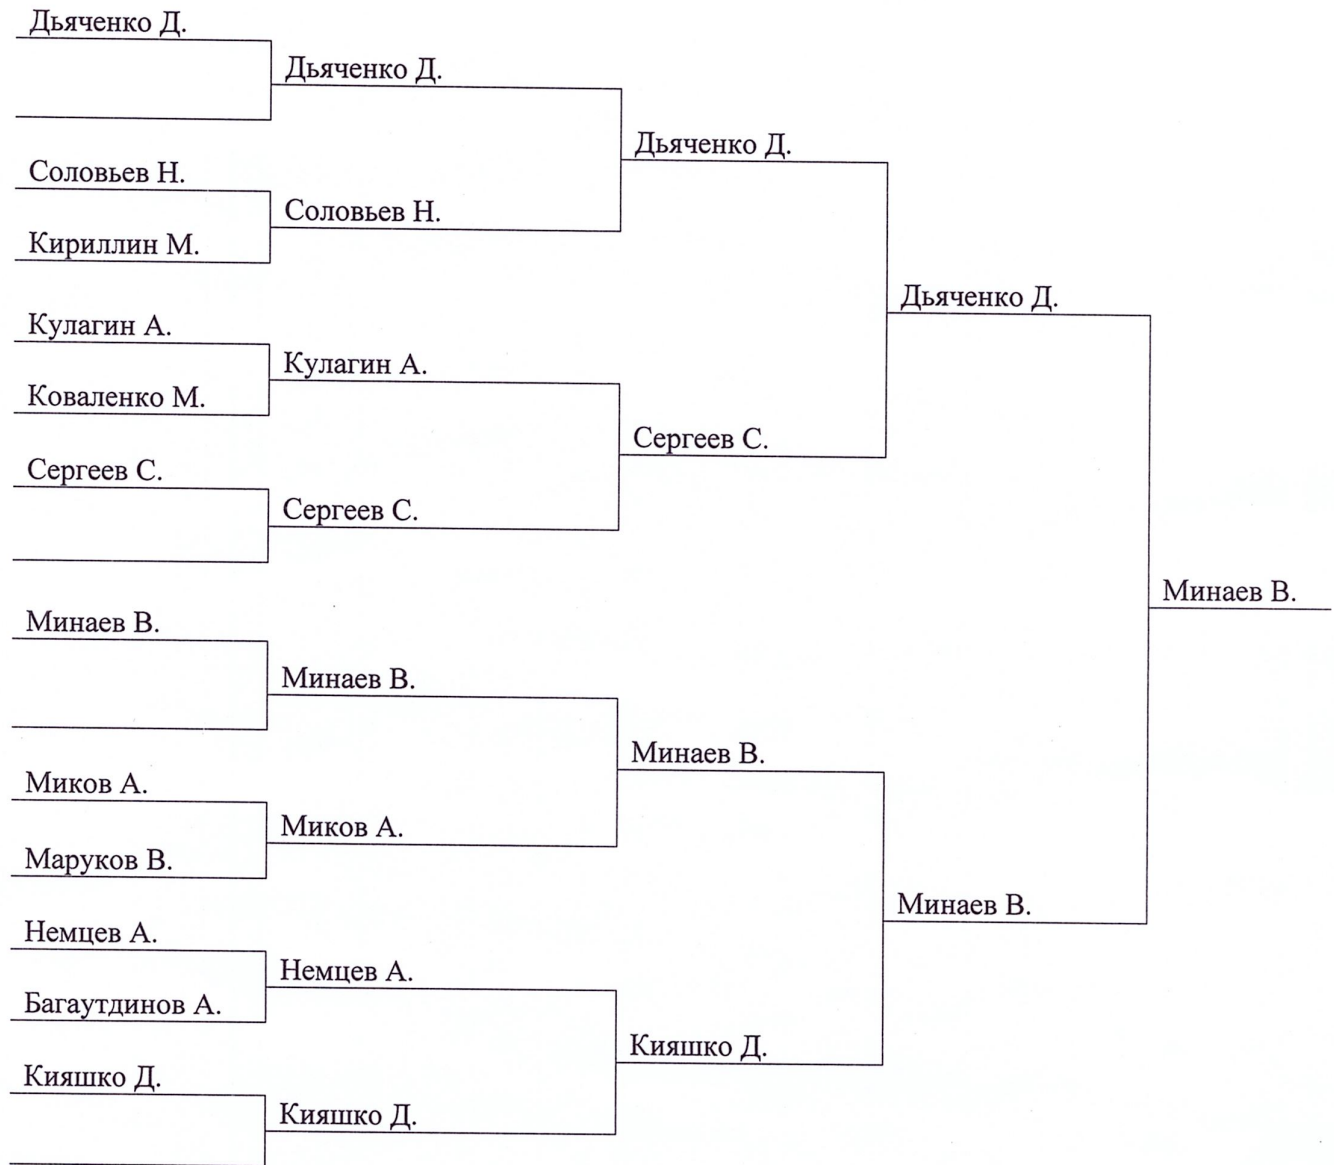 Дьяченко Д.
Дьяченко Д.
Дьяченко Д.
Соловьев Н.
Соловьев Н.
Кириллин М.
Дьяченко Д.
Кулагин А.
Кулагин А.
Коваленко М.
Сергеев С.
Сергеев С.
Сергеев С.
Минаев В.
Минаев В.
Минаев В.
Минаев В.
Миков А.
Миков А.
Маруков В.
Минаев В.
Немцев А.
Немцев А.
Багаутдинов А.
Кияшко Д.
Кияшко Д.
Кияшко Д.